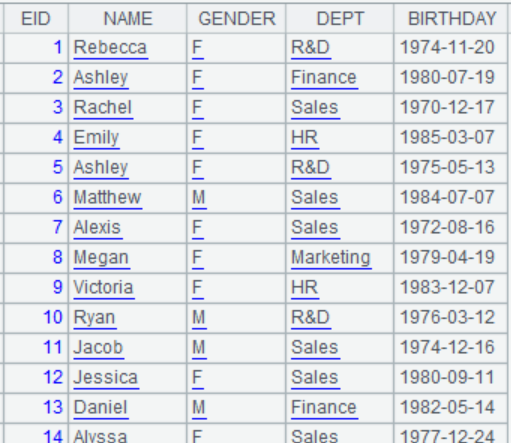 EID NAME GENDER DEPT BIRTHDAY
1 Rebecca F R&D 1974-11-20
2 Ashley F Finance 1980-07-19
3 Rachel F Sales 1970-12-17
4 Emily F HR 1985-03-07
5 Ashley F R&D 1975-05-13
6 Matthew M Sales 1984-07-07
7 Alexis F Sales 1972-08-16
8 Megan F Marketing 1979-04-19
9 Victoria F HR 1983-12-07
10 Ryan M R&D 1976-03-12
11 Jacob M Sales 1974-12-16
12 Jessica F Sales 1980-09-11
13 Daniel M Finance 1982-05-14
14 Alyssa F Sales 1977-12-24